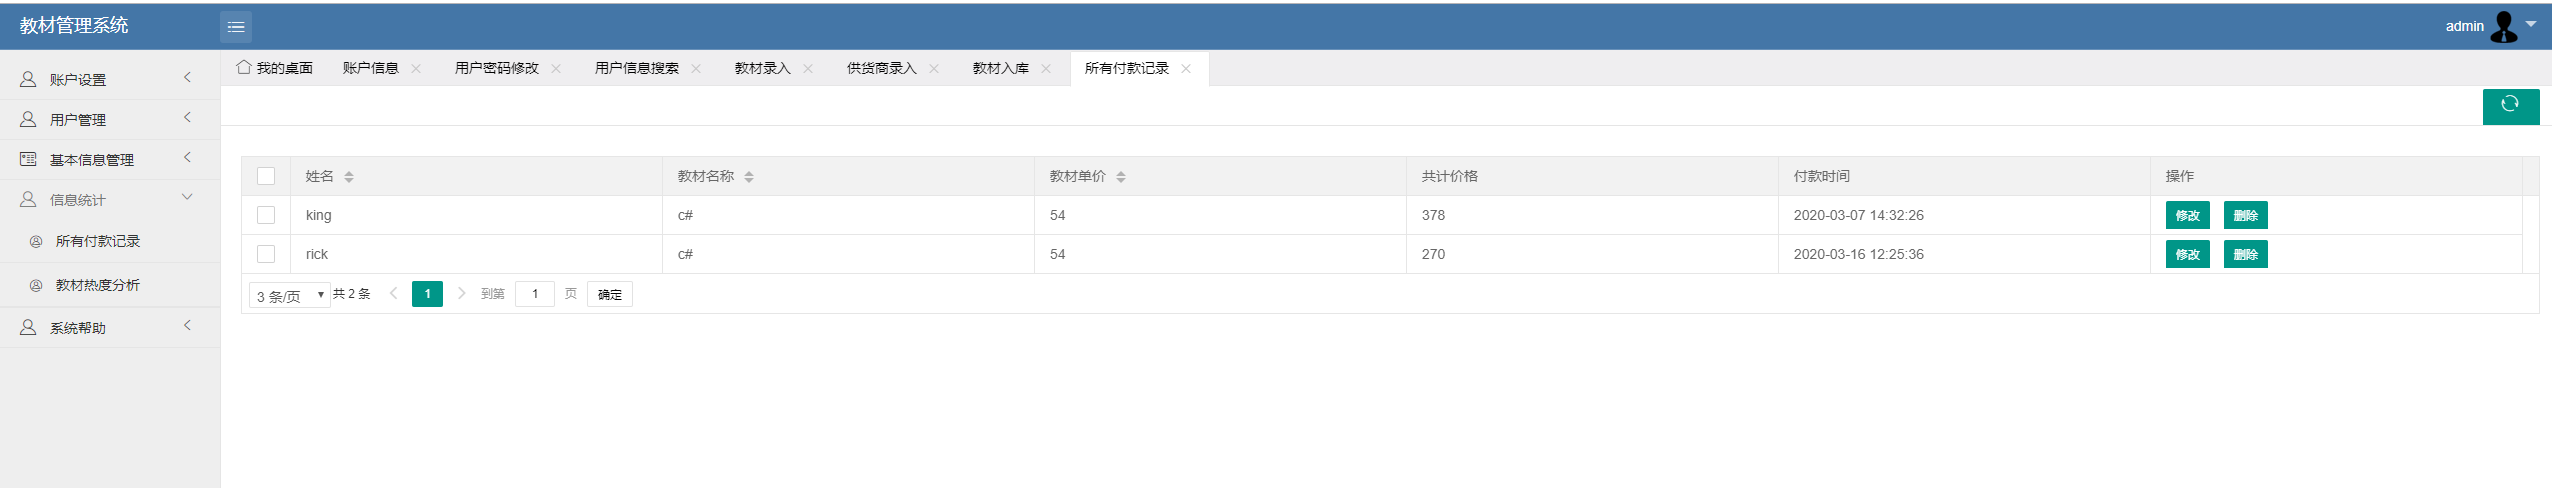 教材管理系统
admin
账户设置
用户管理
基本信息管理
信息统计
所有付款记录
教材热度分析
系统帮助
我的桌面 账户信息 用户密码修改 用户信息搜索 教材录入 供货商录入 教材入库 所有付款记录
姓名 教材名称 教材单价 共计价格 付款时间 操作
king c# 54 378 2020-03-07 14:32:26 修改 删除
rick c# 54 270 2020-03-16 12:25:36 修改 删除
3 条/页 共 2 条 1 到第 1 页 确定